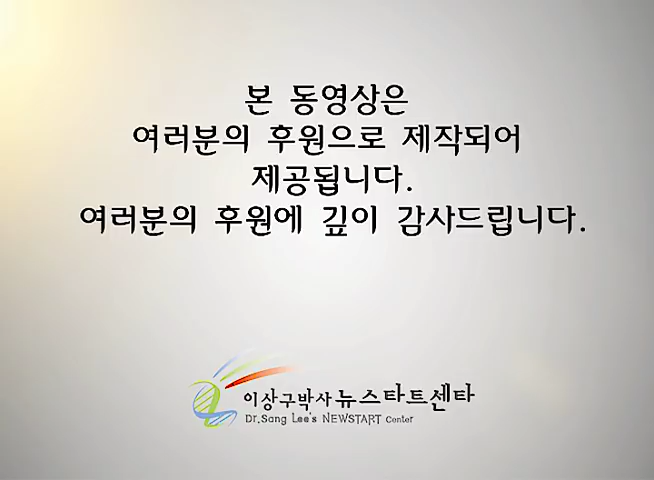 본 동영상은
여러분의 후원으로 제작되어
제공됩니다.
여러분의 후원에 깊이 감사드립니다.
이상구박사 뉴스타트센타
Dr.Sang Lee's NEWSTART Center